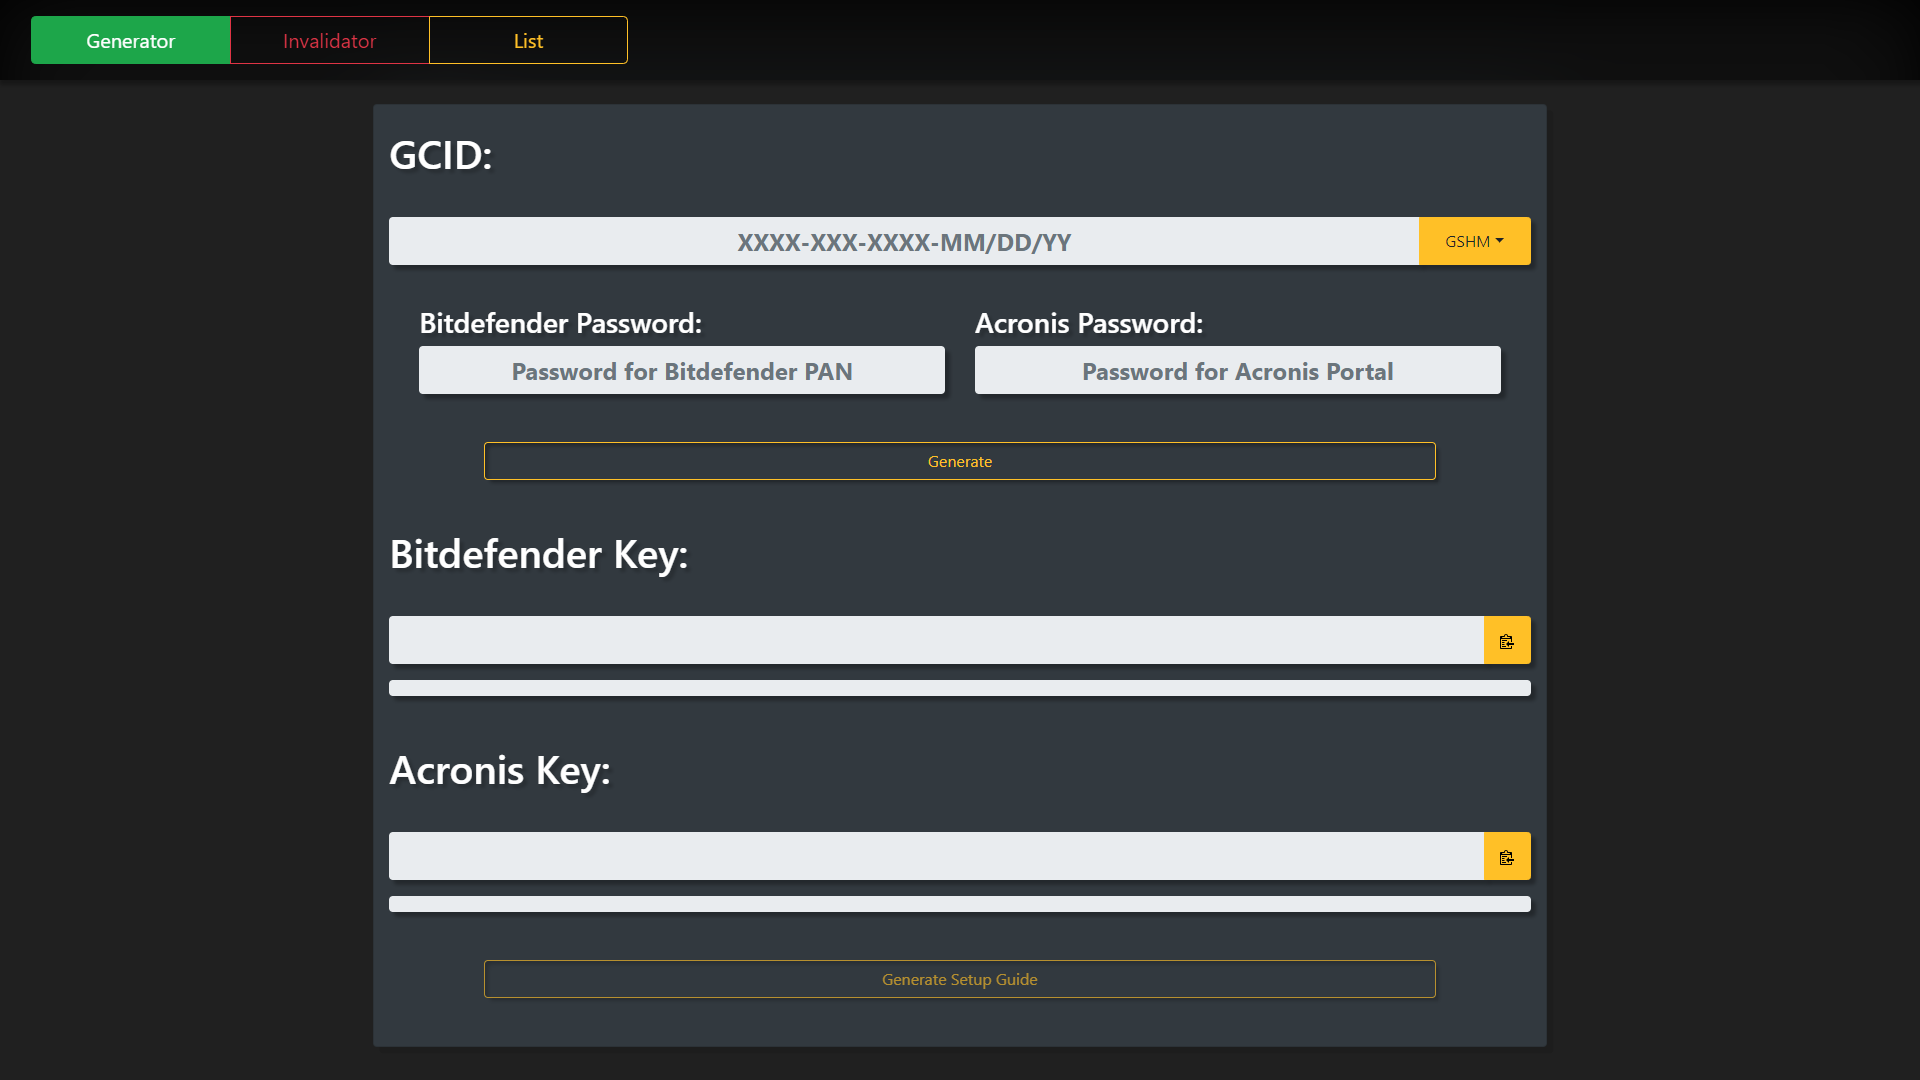 Generator
Invalidator
List
GCID:
XXXX-XXX-XXXX-MM/DD/YY
GSHM
Bitdefender Password:
Acronis Password:
Password for Bitdefender PAN
Password for Acronis Portal
Generate
Bitdefender Key:
Acronis Key:
Generate Setup Guide